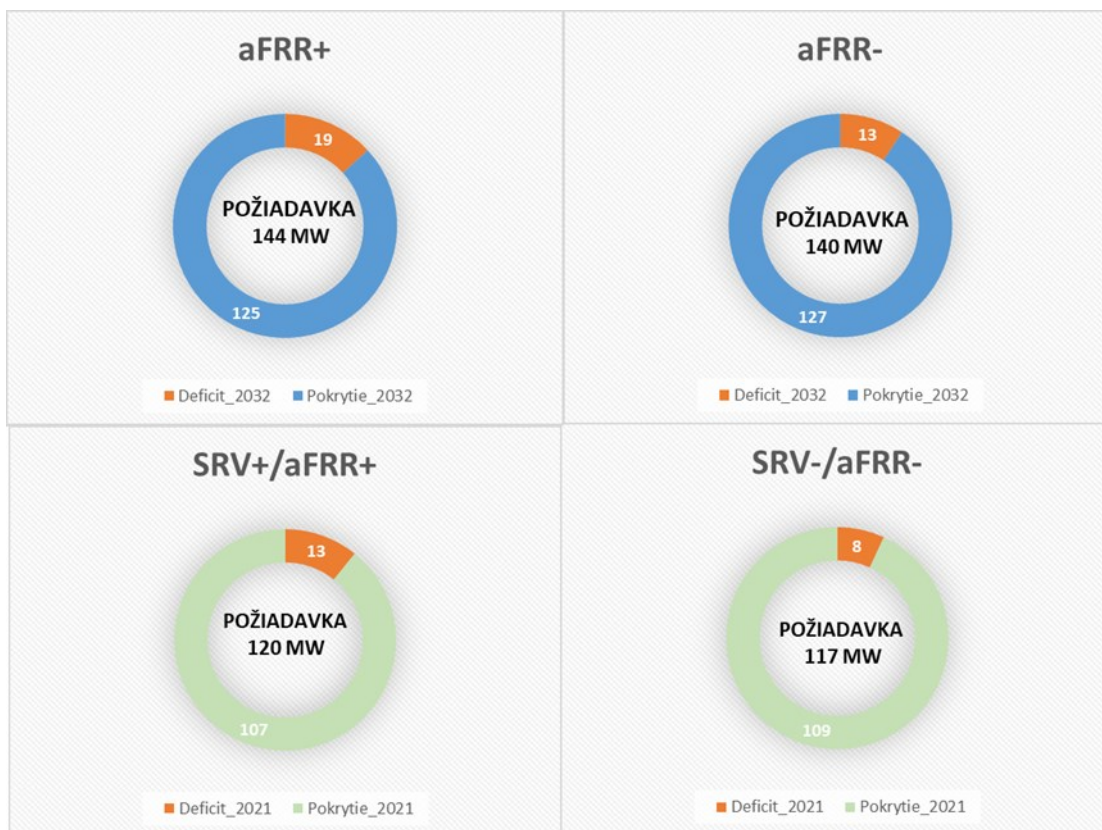 aFRR+
19
POŽIADAVKA
144 MW
125
Deficit_2032 Pokrytie_2032
aFRR-
13
POŽIADAVKA
140 MW
127
Deficit_2032 Pokrytie_2032
SRV+/aFRR+
13
POŽIADAVKA
120 MW
107
Deficit_2021 Pokrytie_2021
SRV-/aFRR-
8
POŽIADAVKA
117 MW
109
Deficit_2021 Pokrytie_2021